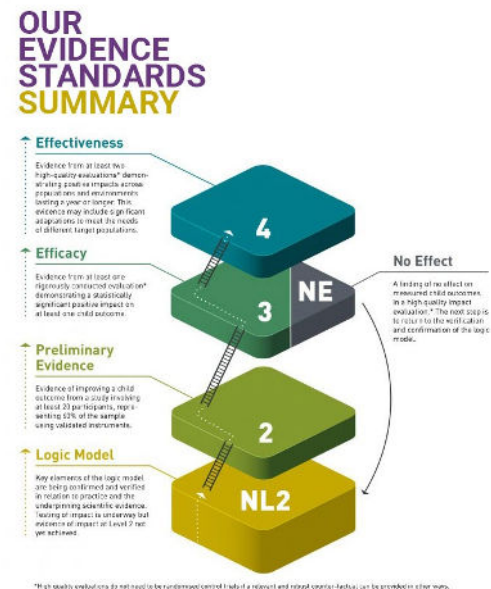 OUR
EVIDENCE
STANDARDS
SUMMARY
Effectiveness
Evidence from at least two
high-quality evaluations* demon-
strating positive impacts across
populations and environments
lasting a year or longer. This
evidence may include significant
adaptations to meet the needs
of different target populations.
4
Efficacy
Evidence from at least one
rigorously conducted evaluation*
demonstrating a statistically
significant positive impact on
at least one child outcome.
3
NE
No Effect
A finding of no effect on
measured child outcomes
in a high quality impact
evaluation.* The next step is
to return to the verification
and confirmation of the logic
model.
Preliminary
Evidence
Evidence of improving a child
outcome from a study involving
at least 20 participants, repre-
senting 60% of the sample
using validated instruments.
2
Logic Model
Key elements of the logic model
are being confirmed and verified
in relation to practice and the
underpinning scientific evidence.
Testing of impact is underway but
evidence of impact at Level 2 not
yet achieved.
NL2
*High quality evaluations do not need to be randomised control trials if a relevant and robust counter-factual can be provided in other ways.